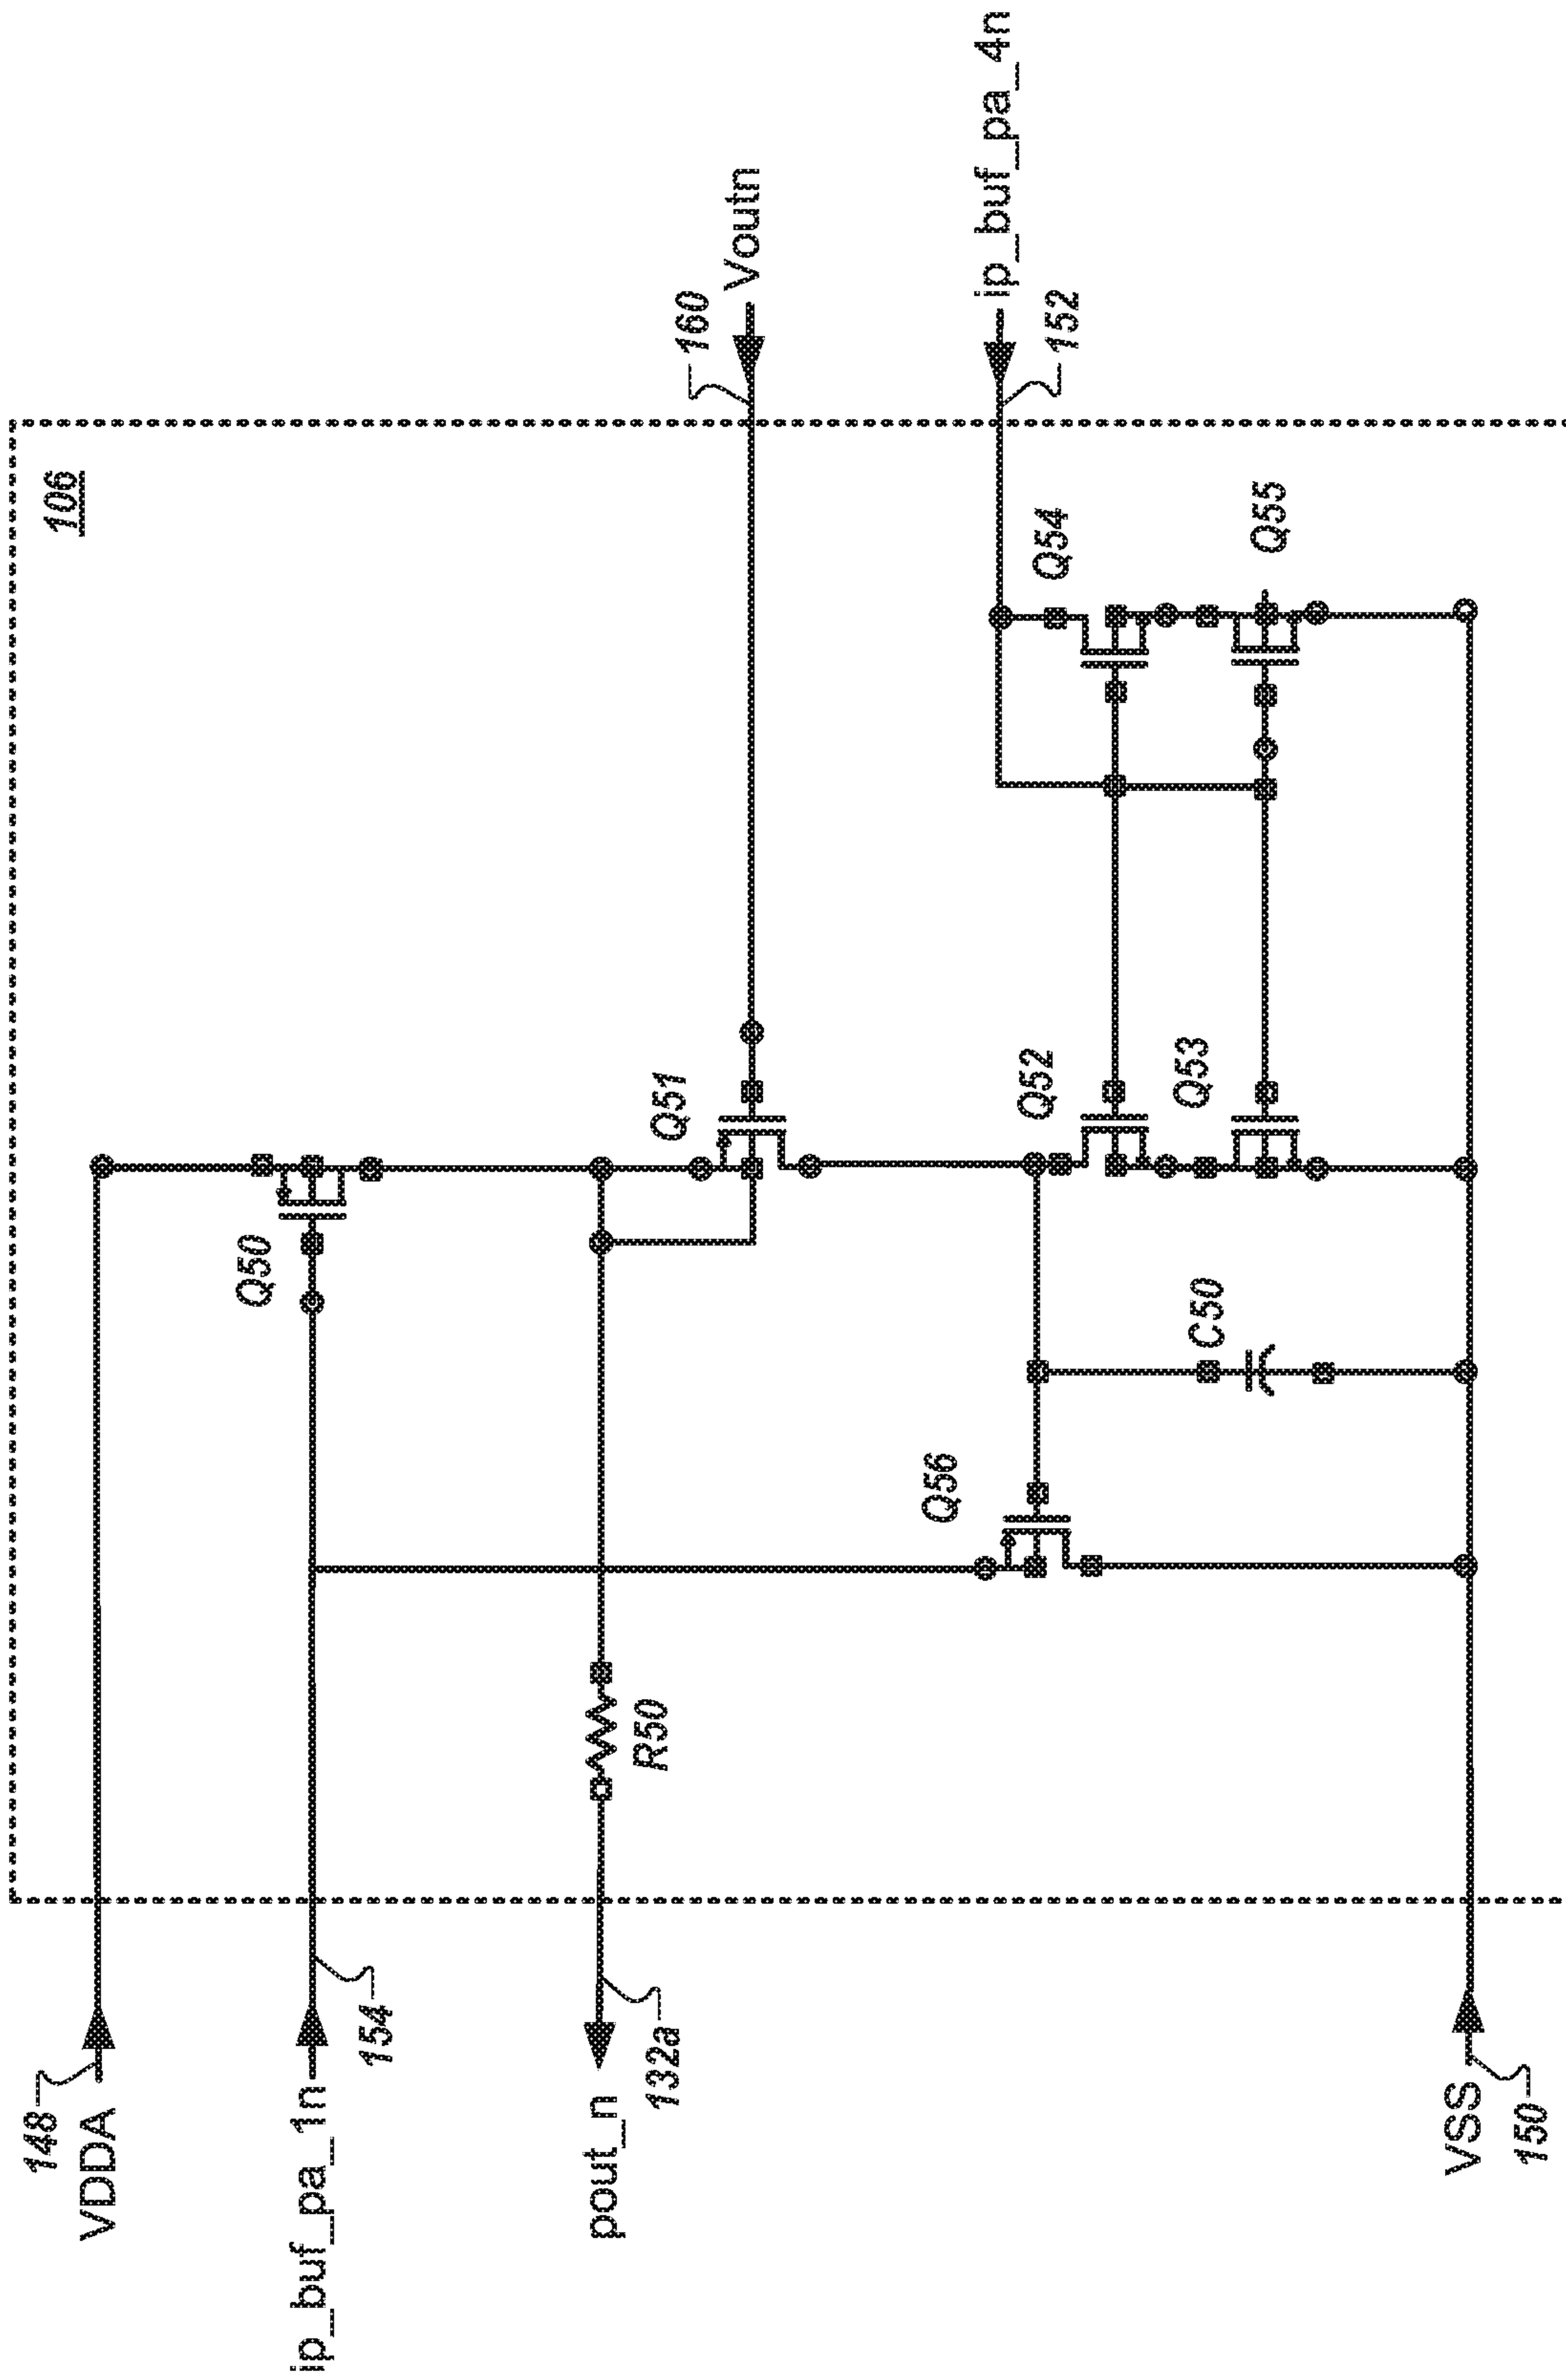 106
148
VDDA
ip_buf_pa_1n
154
Q50
pout_n
132a
R50
Q51
160
Voutn
Q56
Q52
Q54
ip_buf_pa_4n
152
C50
Q53
Q55
VSS
150